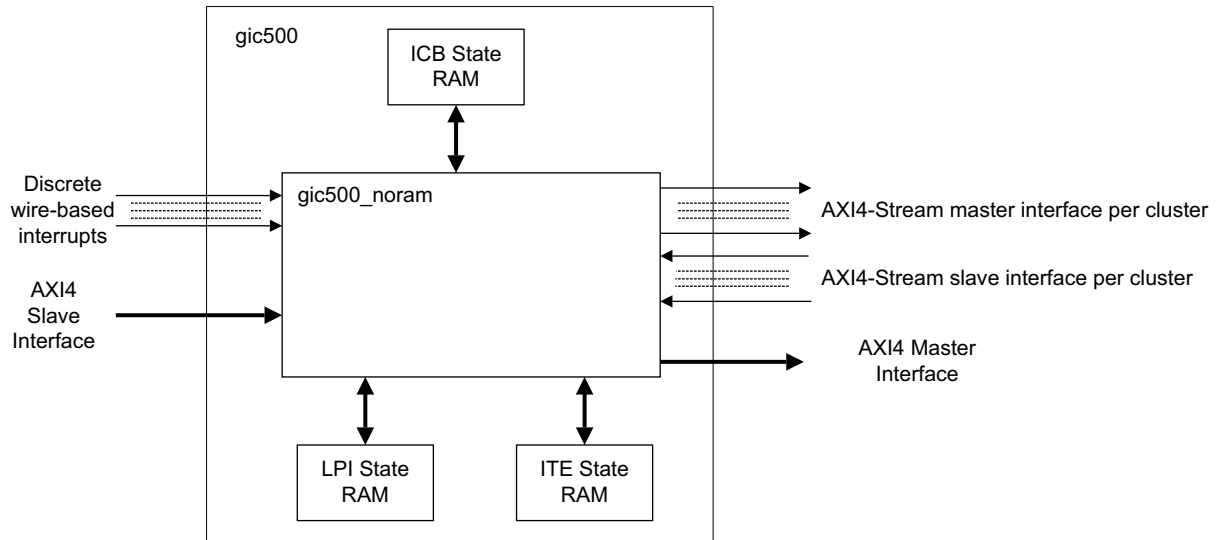 gic500
ICB State
RAM
Discrete
wire-based
interrupts
gic500_noram
AXI4-Stream master interface per cluster
AXI4-Stream slave interface per cluster
AXI4
Slave
Interface
AXI4 Master
Interface
LPI State
RAM
ITE State
RAM